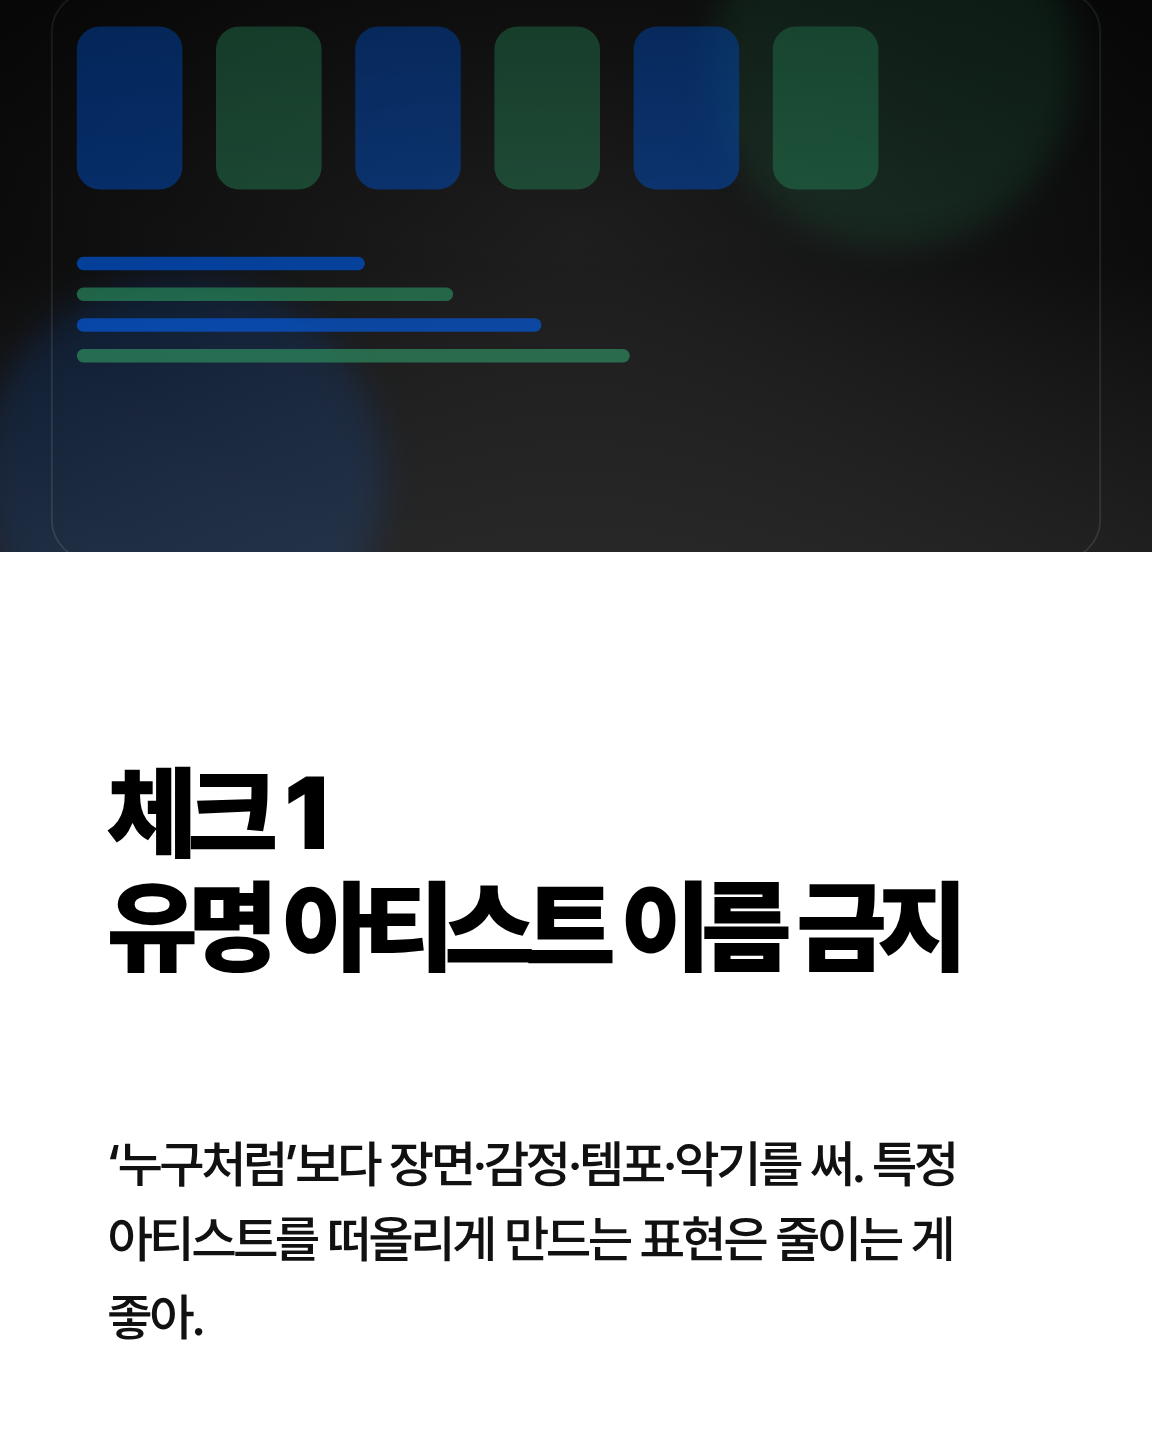 체크 1
유명 아티스트 이름 금지
‘누구처럼’보다 장면·감정·템포·악기를 써. 특정
아티스트를 떠올리게 만드는 표현은 줄이는 게
좋아.